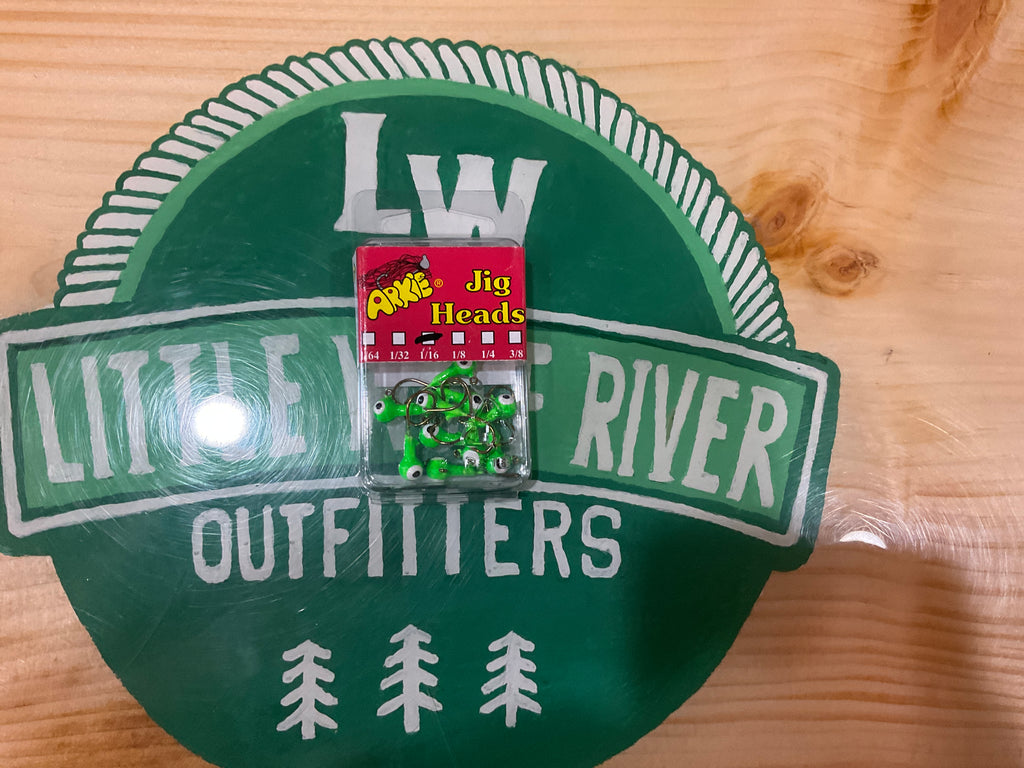 LW
ARKIE®
Jig
Heads
1/32 1/16 1/8 1/4 3/8
LITTLE RIVER
OUTFITTERS